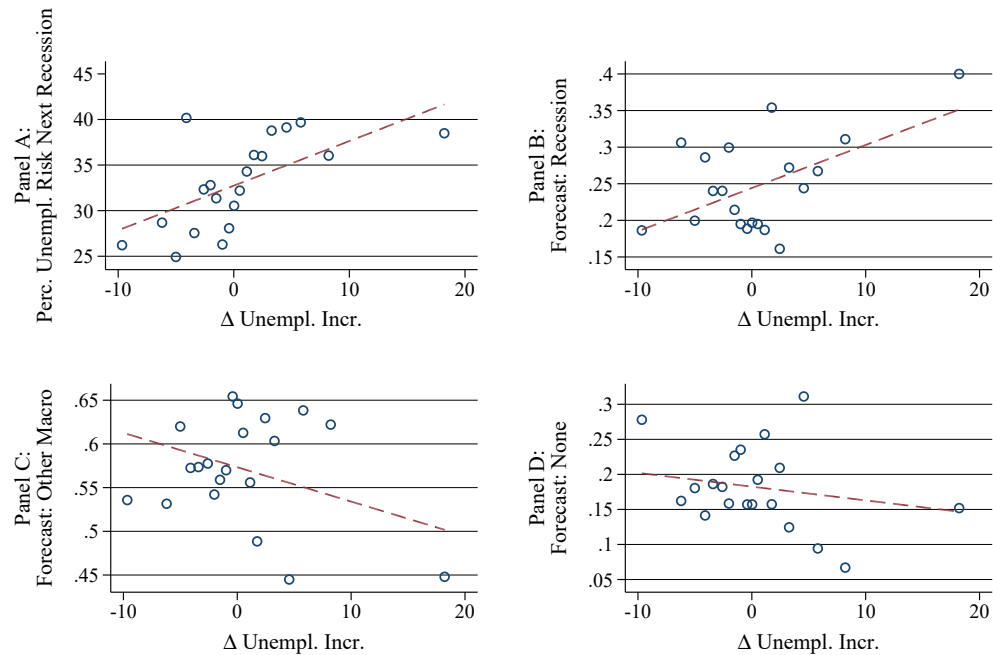 Panel A:
Perc. Unempl. Risk Next Recession
45
40
35
30
25
-10 0 10 20
Δ Unempl. Incr.
Panel B:
Forecast: Recession
.4
.35
.3
.25
.2
.15
-10 0 10 20
Δ Unempl. Incr.
Panel C:
Forecast: Other Macro
.65
.6
.55
.5
.45
-10 0 10 20
Δ Unempl. Incr.
Panel D:
Forecast: None
.3
.25
.2
.15
.1
.05
-10 0 10 20
Δ Unempl. Incr.